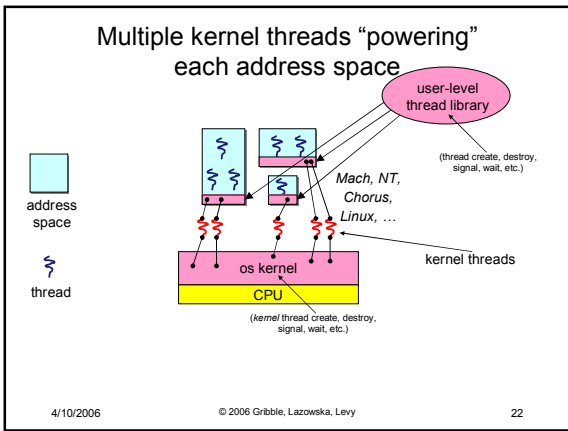 Multiple kernel threads “powering”
each address space
user-level
thread library
(thread create, destroy,
signal, wait, etc.)
Mach, NT,
Chorus,
Linux, …
address
space
thread
kernel threads
os kernel
CPU
(kernel thread create, destroy,
signal, wait, etc.)
4/10/2006
© 2006 Gribble, Lazowska, Levy
22